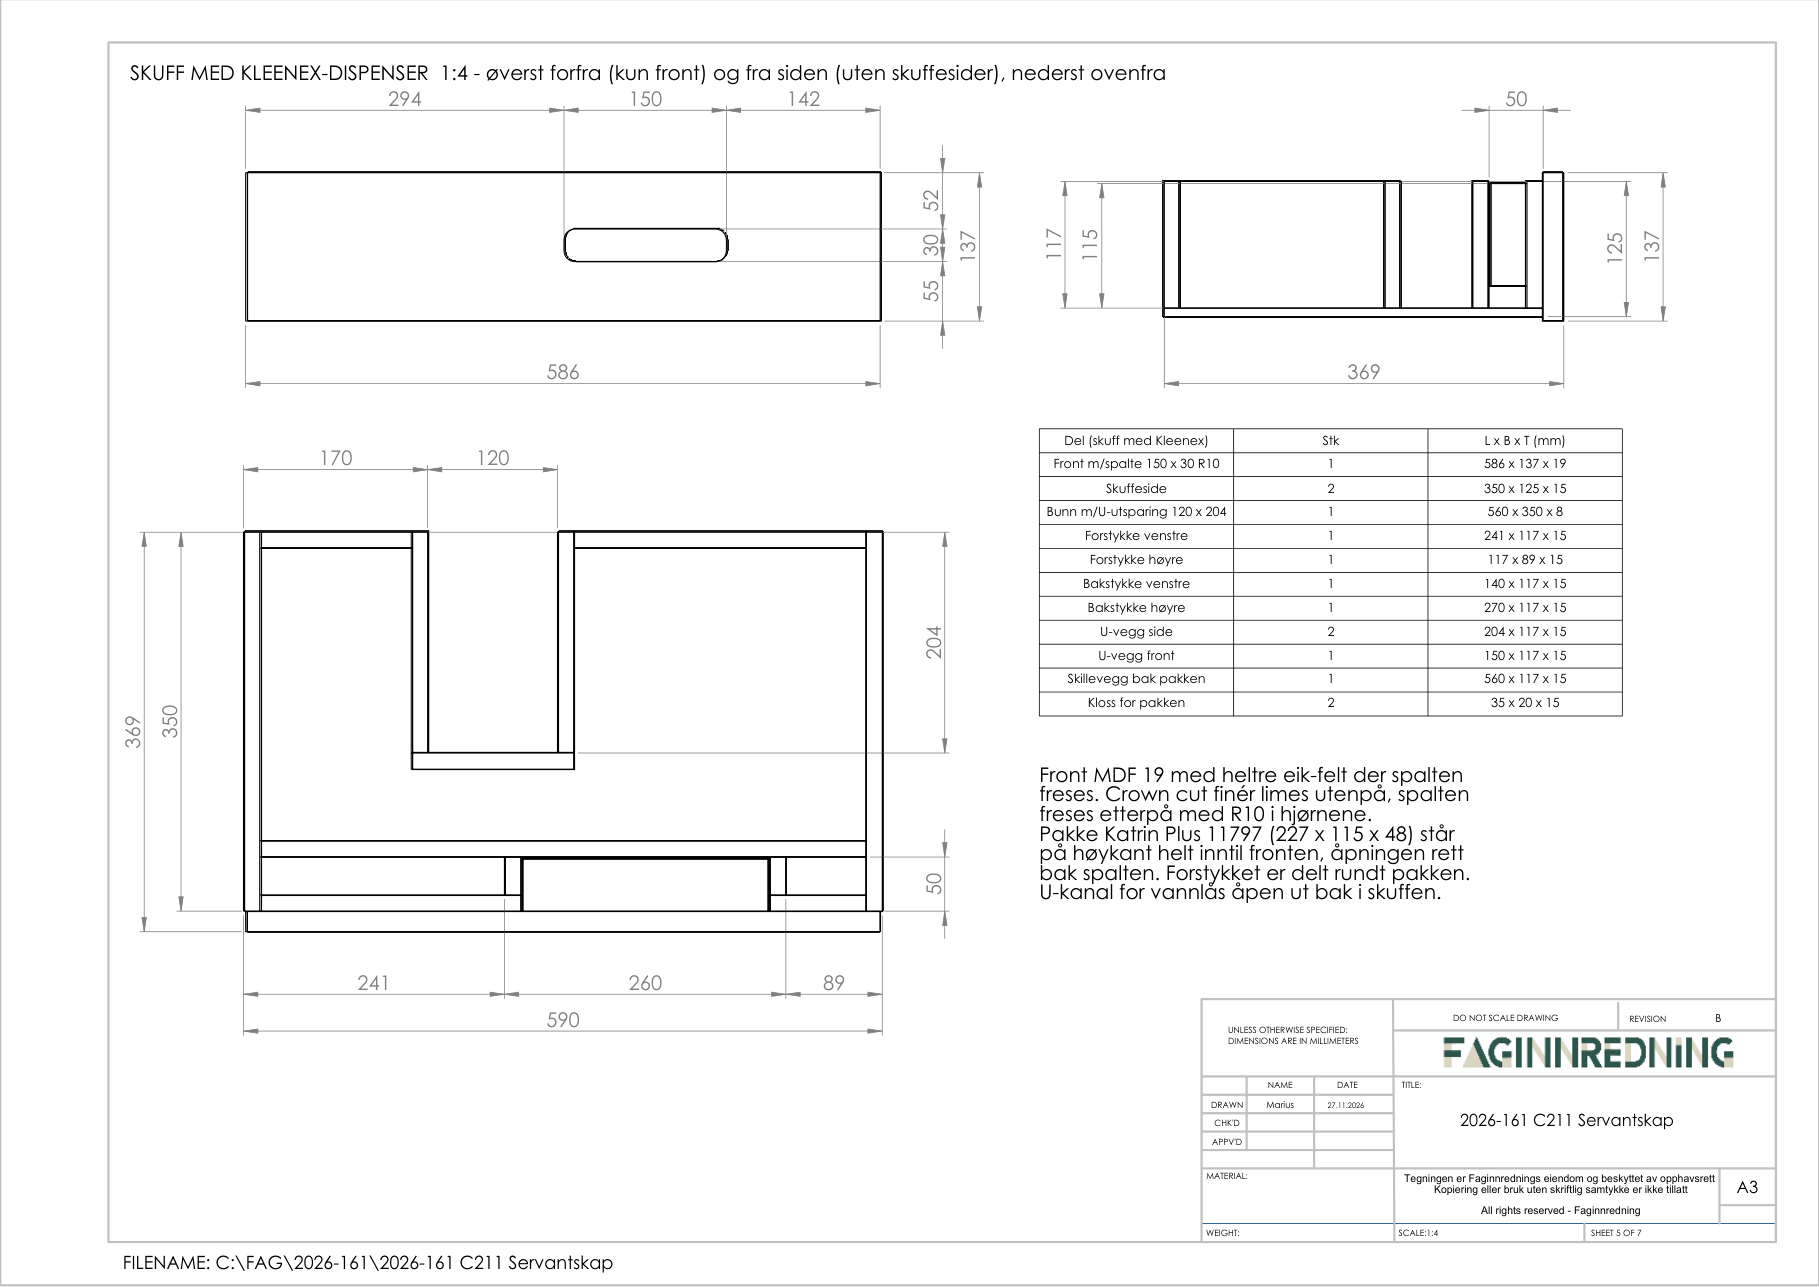 SKUFF MED KLEENEX-DISPENSER 1:4 - øverst forfra (kun front) og fra siden (uten skuffesider), nederst ovenfra
294 150 142
52
30
55
137
586
50
117
115
125
137
369
170 120
369
350
204
50
241 260 89
590
Del (skuff med Kleenex) Stk L x B x T (mm)
Front m/spalte 150 x 30 R10 1 586 x 137 x 19
Skuffeside 2 350 x 125 x 15
Bunn m/U-utsparing 120 x 204 1 560 x 350 x 8
Forstykke venstre 1 241 x 117 x 15
Forstykke høyre 1 117 x 89 x 15
Bakstykke venstre 1 140 x 117 x 15
Bakstykke høyre 1 270 x 117 x 15
U-vegg side 2 204 x 117 x 15
U-vegg front 1 150 x 117 x 15
Skillevegg bak pakken 1 560 x 117 x 15
Kloss for pakken 2 35 x 20 x 15
Front MDF 19 med heltre eik-felt der spalten
freses. Crown cut finér limes utenpå, spalten
freses etterpå med R10 i hjørnene.
Pakke Katrin Plus 11797 (227 x 115 x 48) står
på høykant helt inntil fronten, åpningen rett
bak spalten. Forstykket er delt rundt pakken.
U-kanal for vannlås åpen ut bak i skuffen.
UNLESS OTHERWISE SPECIFIED:
DIMENSIONS ARE IN MILLIMETERS
DO NOT SCALE DRAWING
REVISION B
FAGINNREDNING
NAME DATE
DRAWN Marius 27.11.2026
CHK'D
APPV'D
TITLE:
2026-161 C211 Servantskap
MATERIAL:
Tegningen er Faginnrednings eiendom og beskyttet av opphavsrett
Kopiering eller bruk uten skriftlig samtykke er ikke tillatt
All rights reserved - Faginnredning
A3
WEIGHT:
SCALE:1:4
SHEET 5 OF 7
FILENAME: C:\FAG\2026-161\2026-161 C211 Servantskap